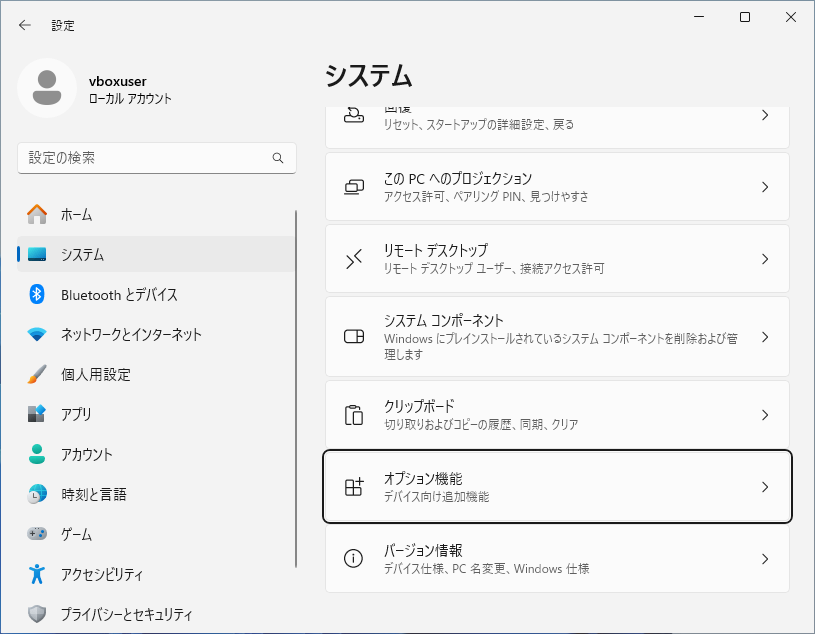 設定
vboxuser
ローカル アカウント
設定の検索
ホーム
システム
Bluetooth とデバイス
ネットワークとインターネット
個人用設定
アプリ
アカウント
時刻と言語
ゲーム
アクセシビリティ
プライバシーとセキュリティ
システム
回復
リセット、スタートアップの詳細設定、戻る
この PC へのプロジェクション
アクセス許可、ペアリング PIN、見つけやすさ
リモート デスクトップ
リモート デスクトップ ユーザー、接続アクセス許可
システム コンポーネント
Windows にプレインストールされているシステム コンポーネントを削除および管
理します
クリップボード
切り取りおよびコピーの履歴、同期、クリア
オプション機能
デバイス向け追加機能
バージョン情報
デバイス仕様、PC 名変更、Windows 仕様